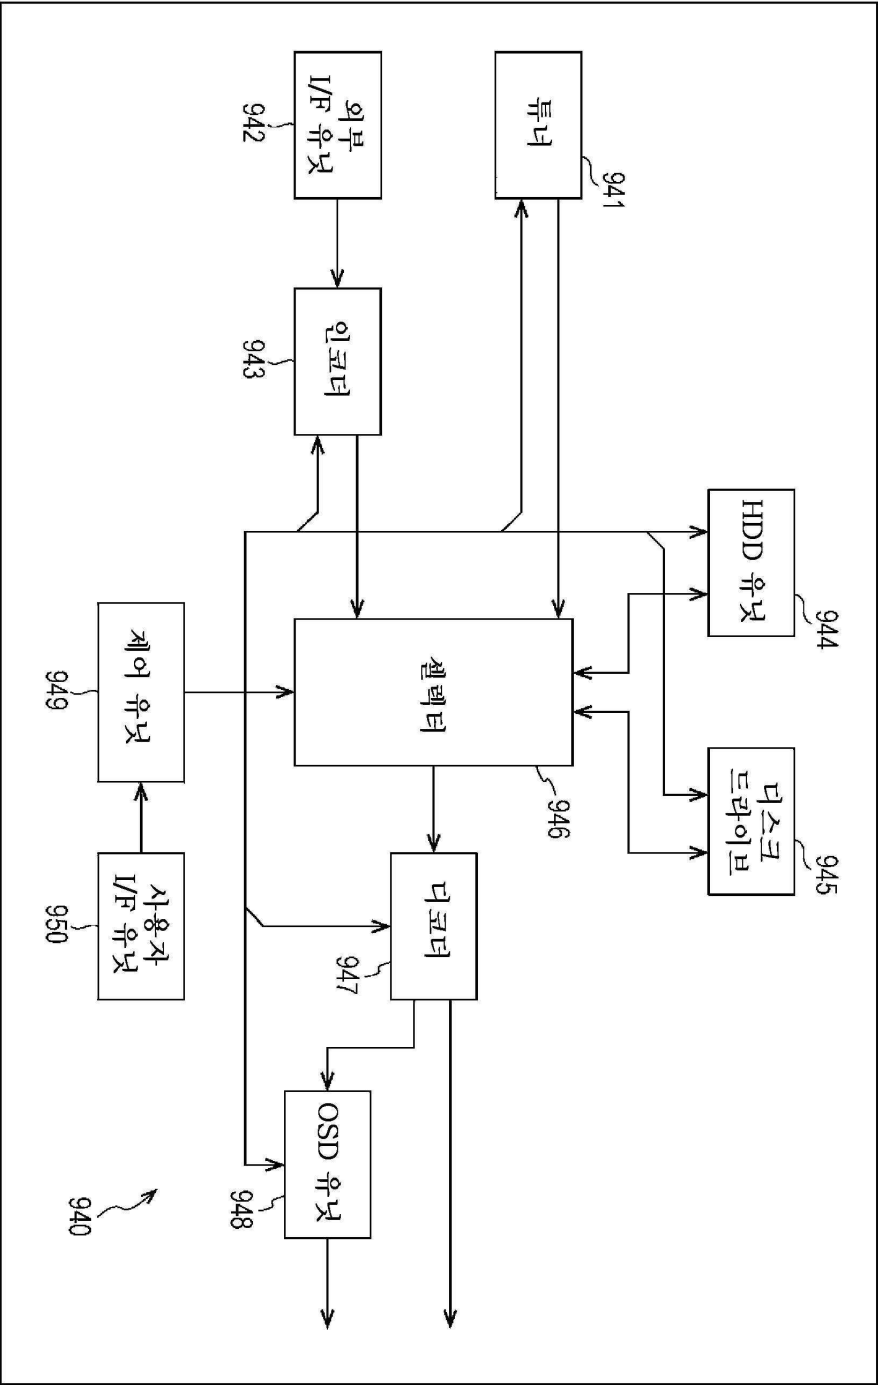 940
튜너
941
외부
I/F 유닛
942
인코더
943
HDD 유닛
944
디스크
드라이브
945
셀렉터
946
디코더
947
OSD 유닛
948
제어 유닛
949
사용자
I/F 유닛
950